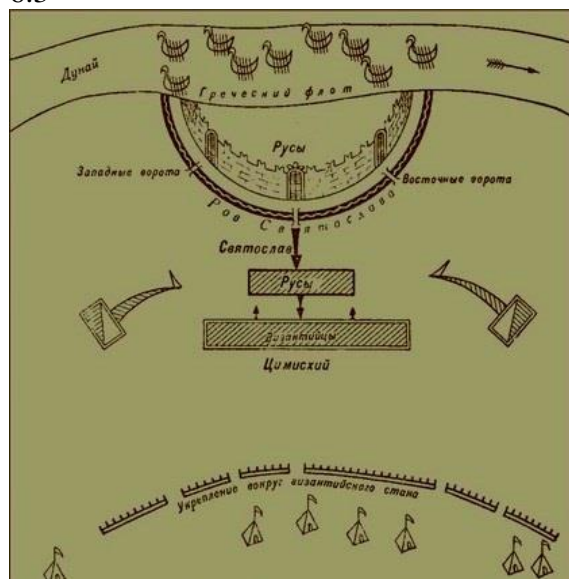 Дунай
Греческий флот
Русы
Западные ворота
Восточные ворота
Ров Святослава
Святослав
Русы
Византийцы
Цимисхий
Укрепление вокруг византийского стана